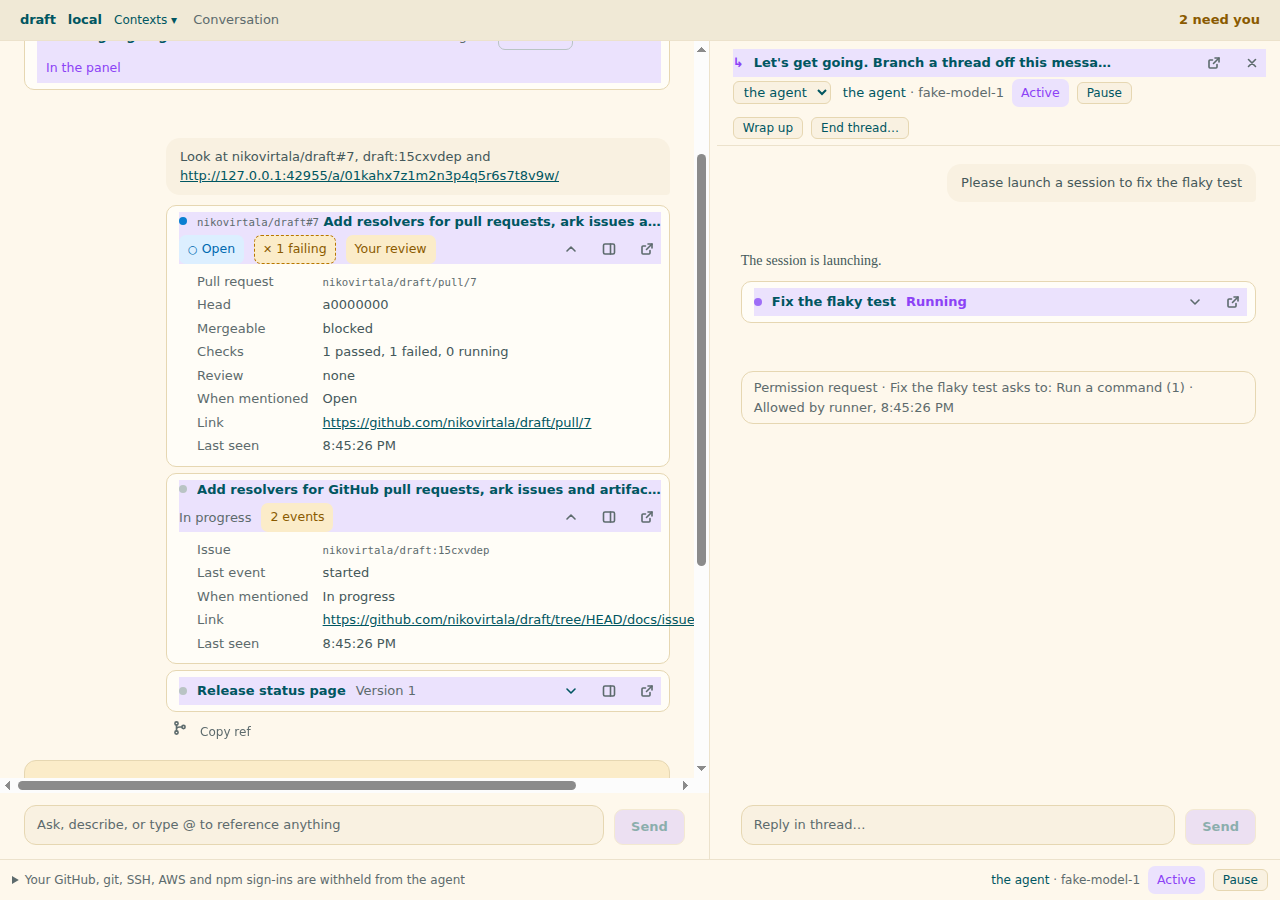 draft local Contexts ▾ Conversation 2 need you
In the panel
Look at nikovirtala/draft#7, draft:15cxvdep and
http://127.0.0.1:42955/a/01kahx7z1m2n3p4q5r6s7t8v9w/
nikovirtala/draft#7 Add resolvers for pull requests, ark issues a…
○ Open ✕ 1 failing Your review
Pull request nikovirtala/draft/pull/7
Head a0000000
Mergeable blocked
Checks 1 passed, 1 failed, 0 running
Review none
When mentioned Open
Link https://github.com/nikovirtala/draft/pull/7
Last seen 8:45:26 PM
Add resolvers for GitHub pull requests, ark issues and artifac…
In progress 2 events
Issue nikovirtala/draft:15cxvdep
Last event started
When mentioned In progress
Link https://github.com/nikovirtala/draft/tree/HEAD/docs/issue
Last seen 8:45:26 PM
Release status page Version 1
Copy ref
Ask, describe, or type @ to reference anything Send
↳ Let's get going. Branch a thread off this messa…
the agent the agent · fake-model-1 Active Pause
Wrap up End thread…
Please launch a session to fix the flaky test
The session is launching.
Fix the flaky test Running
Permission request · Fix the flaky test asks to: Run a command (1) ·
Allowed by runner, 8:45:26 PM
Reply in thread… Send
▶ Your GitHub, git, SSH, AWS and npm sign-ins are withheld from the agent the agent · fake-model-1 Active Pause